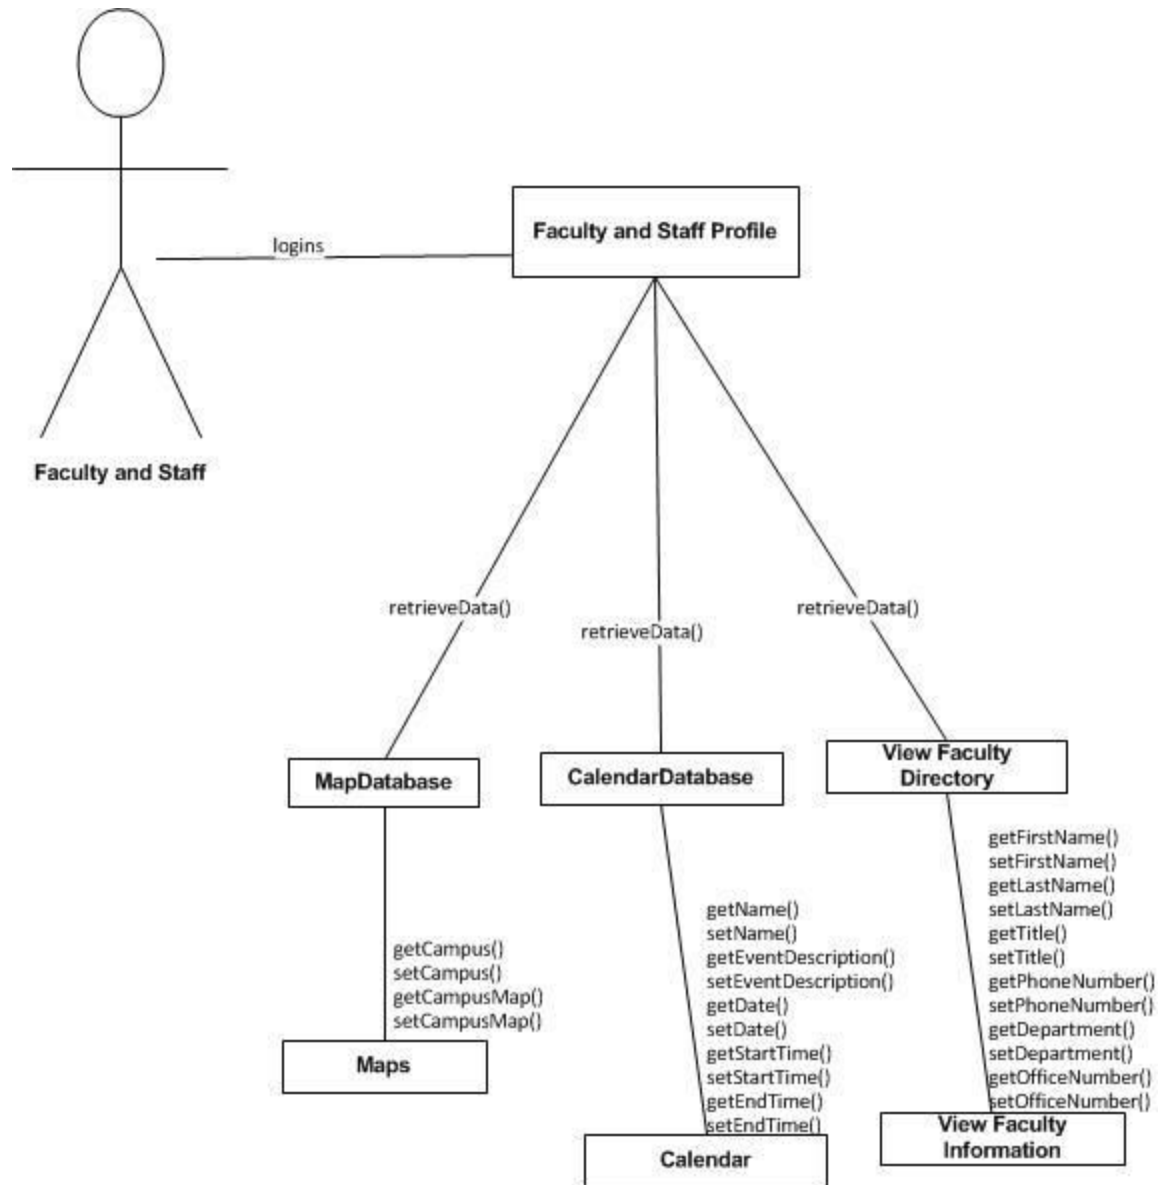 Faculty and Staff Profile
logins
Faculty and Staff
retrieveData()
retrieveData()
retrieveData()
MapDatabase
CalendarDatabase
View Faculty
Directory
getCampus()
setCampus()
getCampusMap()
setCampusMap()
getName()
setName()
getEventDescription()
setEventDescription()
getDate()
setDate()
getStartTime()
setStartTime()
getEndTime()
setEndTime()
getFirstName()
setFirstName()
getLastName()
setLastName()
getTitle()
setTitle()
getPhoneNumber()
setPhoneNumber()
getDepartment()
setDepartment()
getOfficeNumber()
setOfficeNumber()
Maps
Calendar
View Faculty
Information